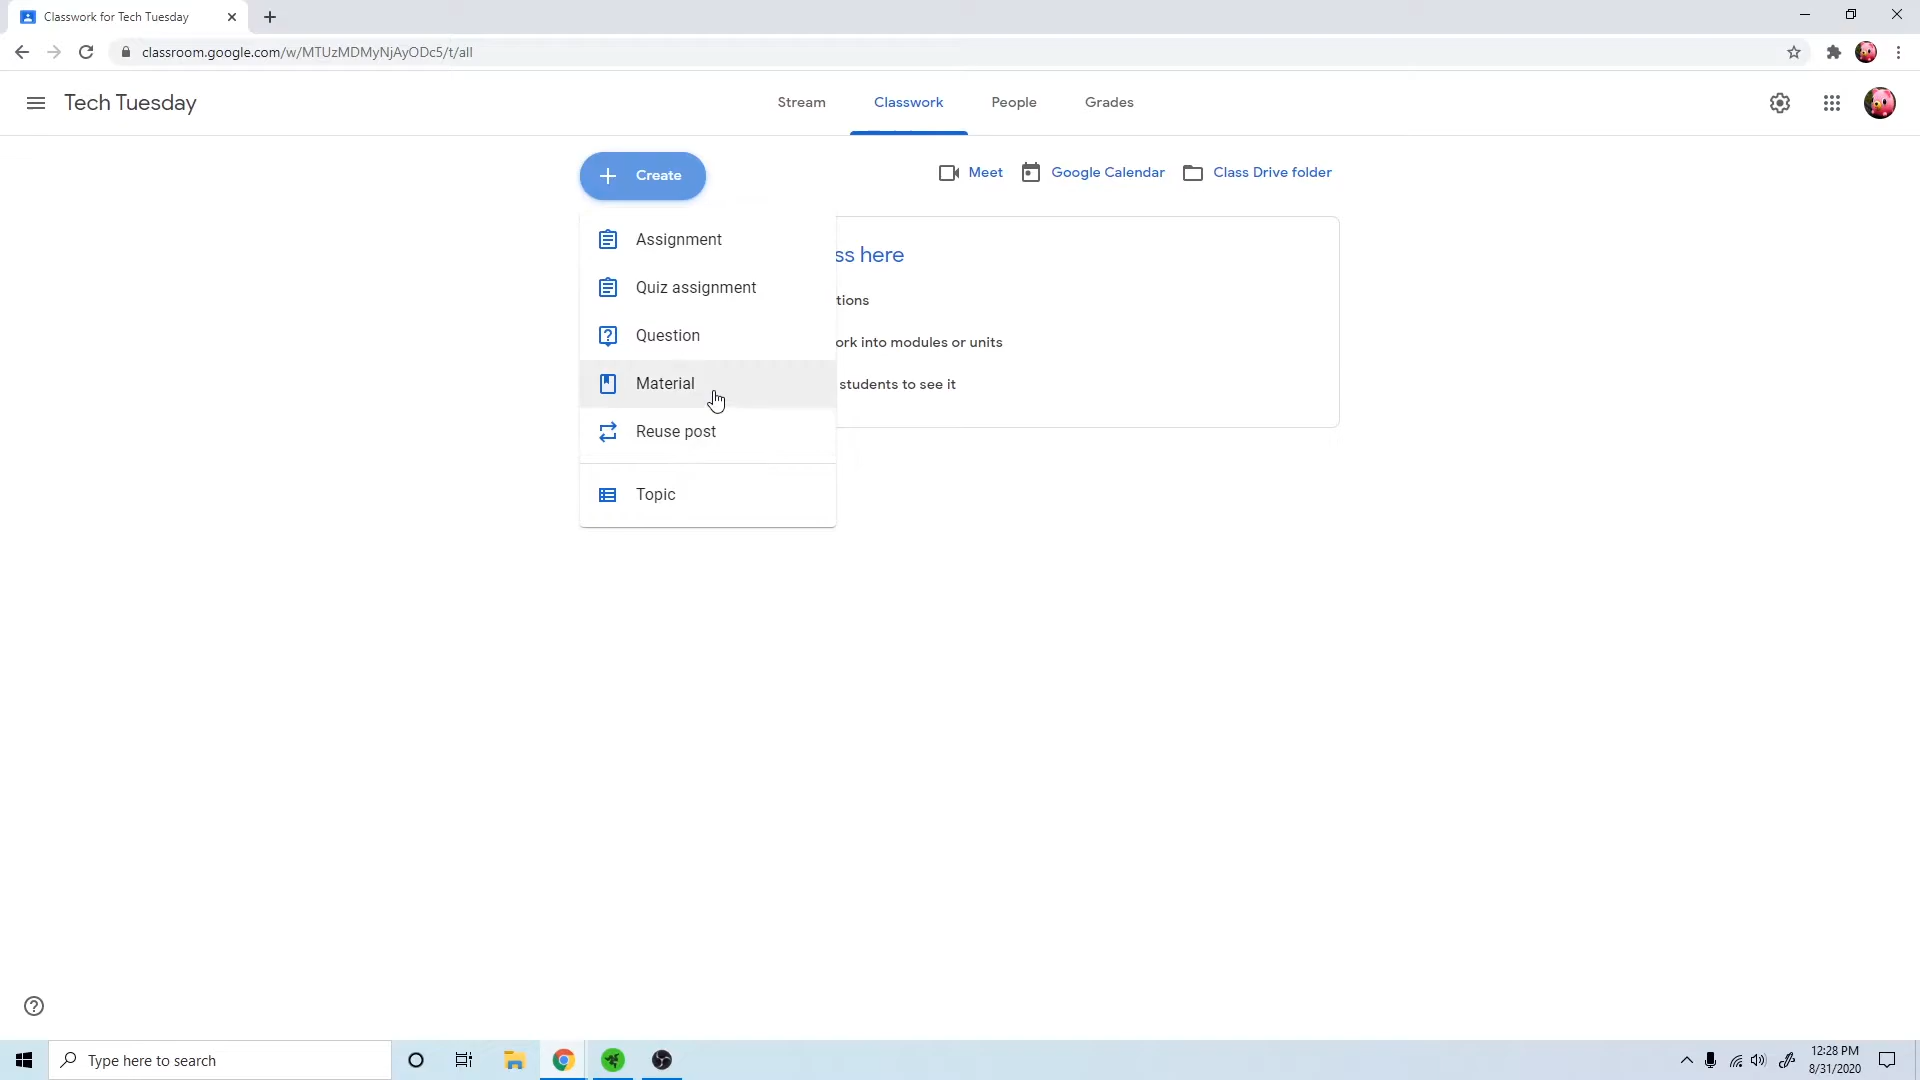 Classwork for Tech Tuesday
classroom.google.com/w/MTUzMDMyNjAyODc5/t/all
Tech Tuesday
Stream
Classwork
People
Grades
Create
Meet
Google Calendar
Class Drive folder
Assignment
Quiz assignment
Question
Material
Reuse post
Topic
ss here
tions
ork into modules or units
students to see it
Type here to search
12:28 PM
8/31/2020